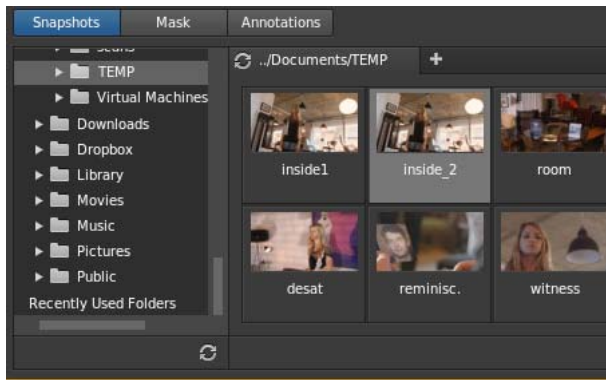 Snapshots
Mask
Annotations
scans
TEMP
Virtual Machines
Downloads
Dropbox
Library
Movies
Music
Pictures
Public
Recently Used Folders
../Documents/TEMP
+
inside1
inside_2
room
desat
reminisc.
witness